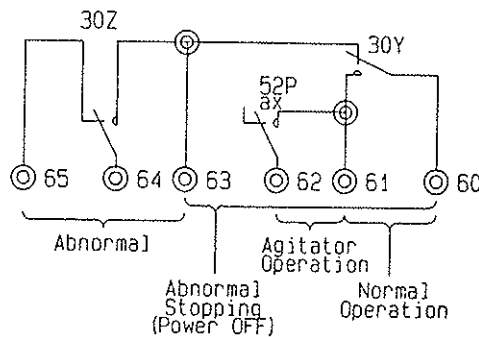 30Z
30Y
52P
ax
65
64
63
62
61
60
Abnormal
Agitator
Operation
Abnormal
Stopping
(Power OFF)
Normal
Operation